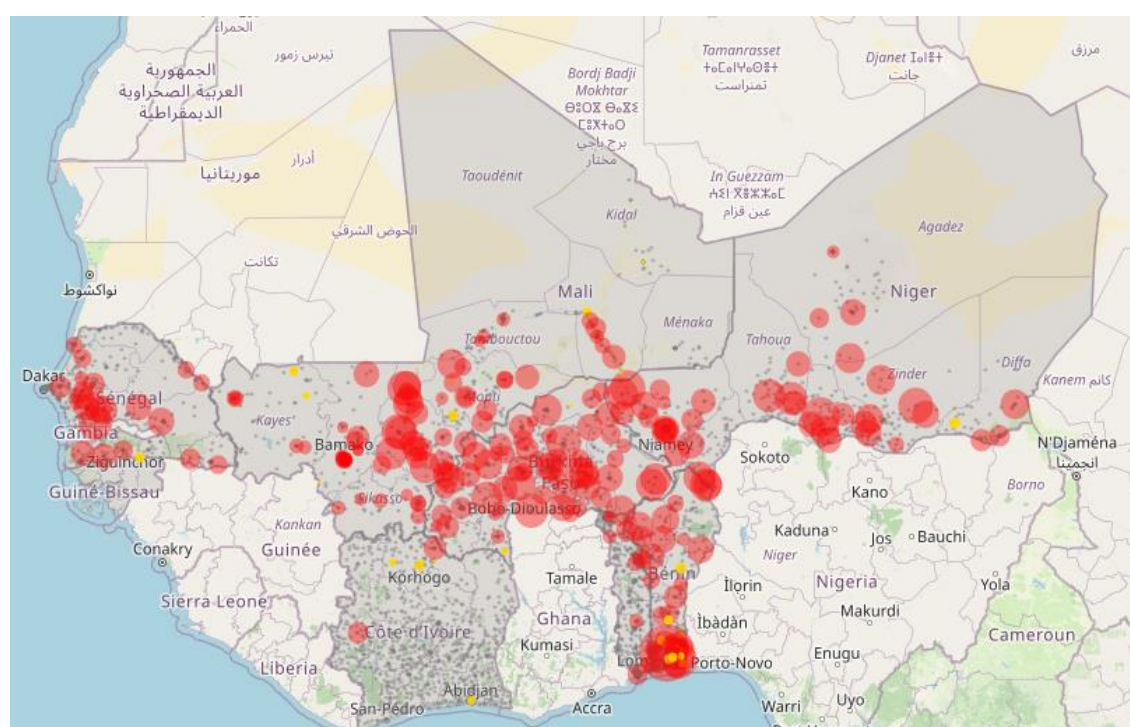 الحمراء
تيرس زمور
الجمهورية
العربية الصحراوية
الديمقراطية
Tamanrasset
ⵜⴰⵎⴰⵏⵖⴰⵙⵙⵜ
تمنراست
Djanet
جانت
مرزق
Bordj Badji
Mokhtar
برج باجي
مختار
أدرار
موريتانيا
Taoudénit
In Guezzam
عين قزام
Kidal
Agadez
الحوض الشرقي
تكانت
نواكشوط
Mali
Niger
Ménaka
Tahoua
Tombouctou
Diffa
Zinder
Kanem كانم
Dakar
Sénégal
Kayes
Mopti
Gambia
Bamako
Niamey
Sokoto
N'Djaména
انجمينا
Ziguinchor
Burkina
Faso
Guiné-Bissau
Sikasso
Kano
Borno
Bobo-Dioulasso
Kankan
Guinée
Conakry
Kaduna
Jos
Bauchi
Niger
Korhogo
Tamale
Bénin
Ìlọrin
Nigeria
Yola
Sierra Leone
Ghana
Ìbàdàn
Makurdi
Côte d'Ivoire
Kumasi
Cameroun
Liberia
Lomé
Porto-Novo
Enugu
Abidjan
San-Pédro
Accra
Warri
Uyo